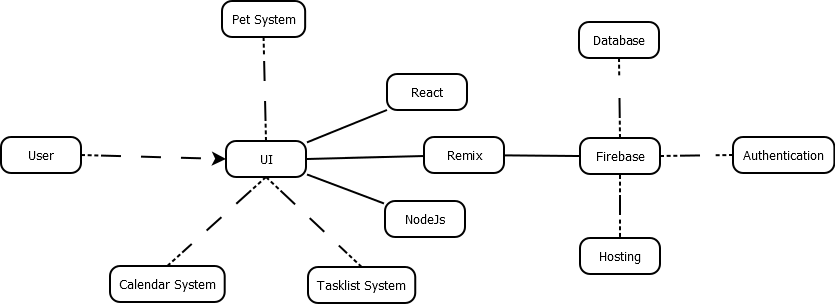 Pet System
Database
React
User
UI
Remix
Firebase
Authentication
NodeJs
Hosting
Calendar System
Tasklist System